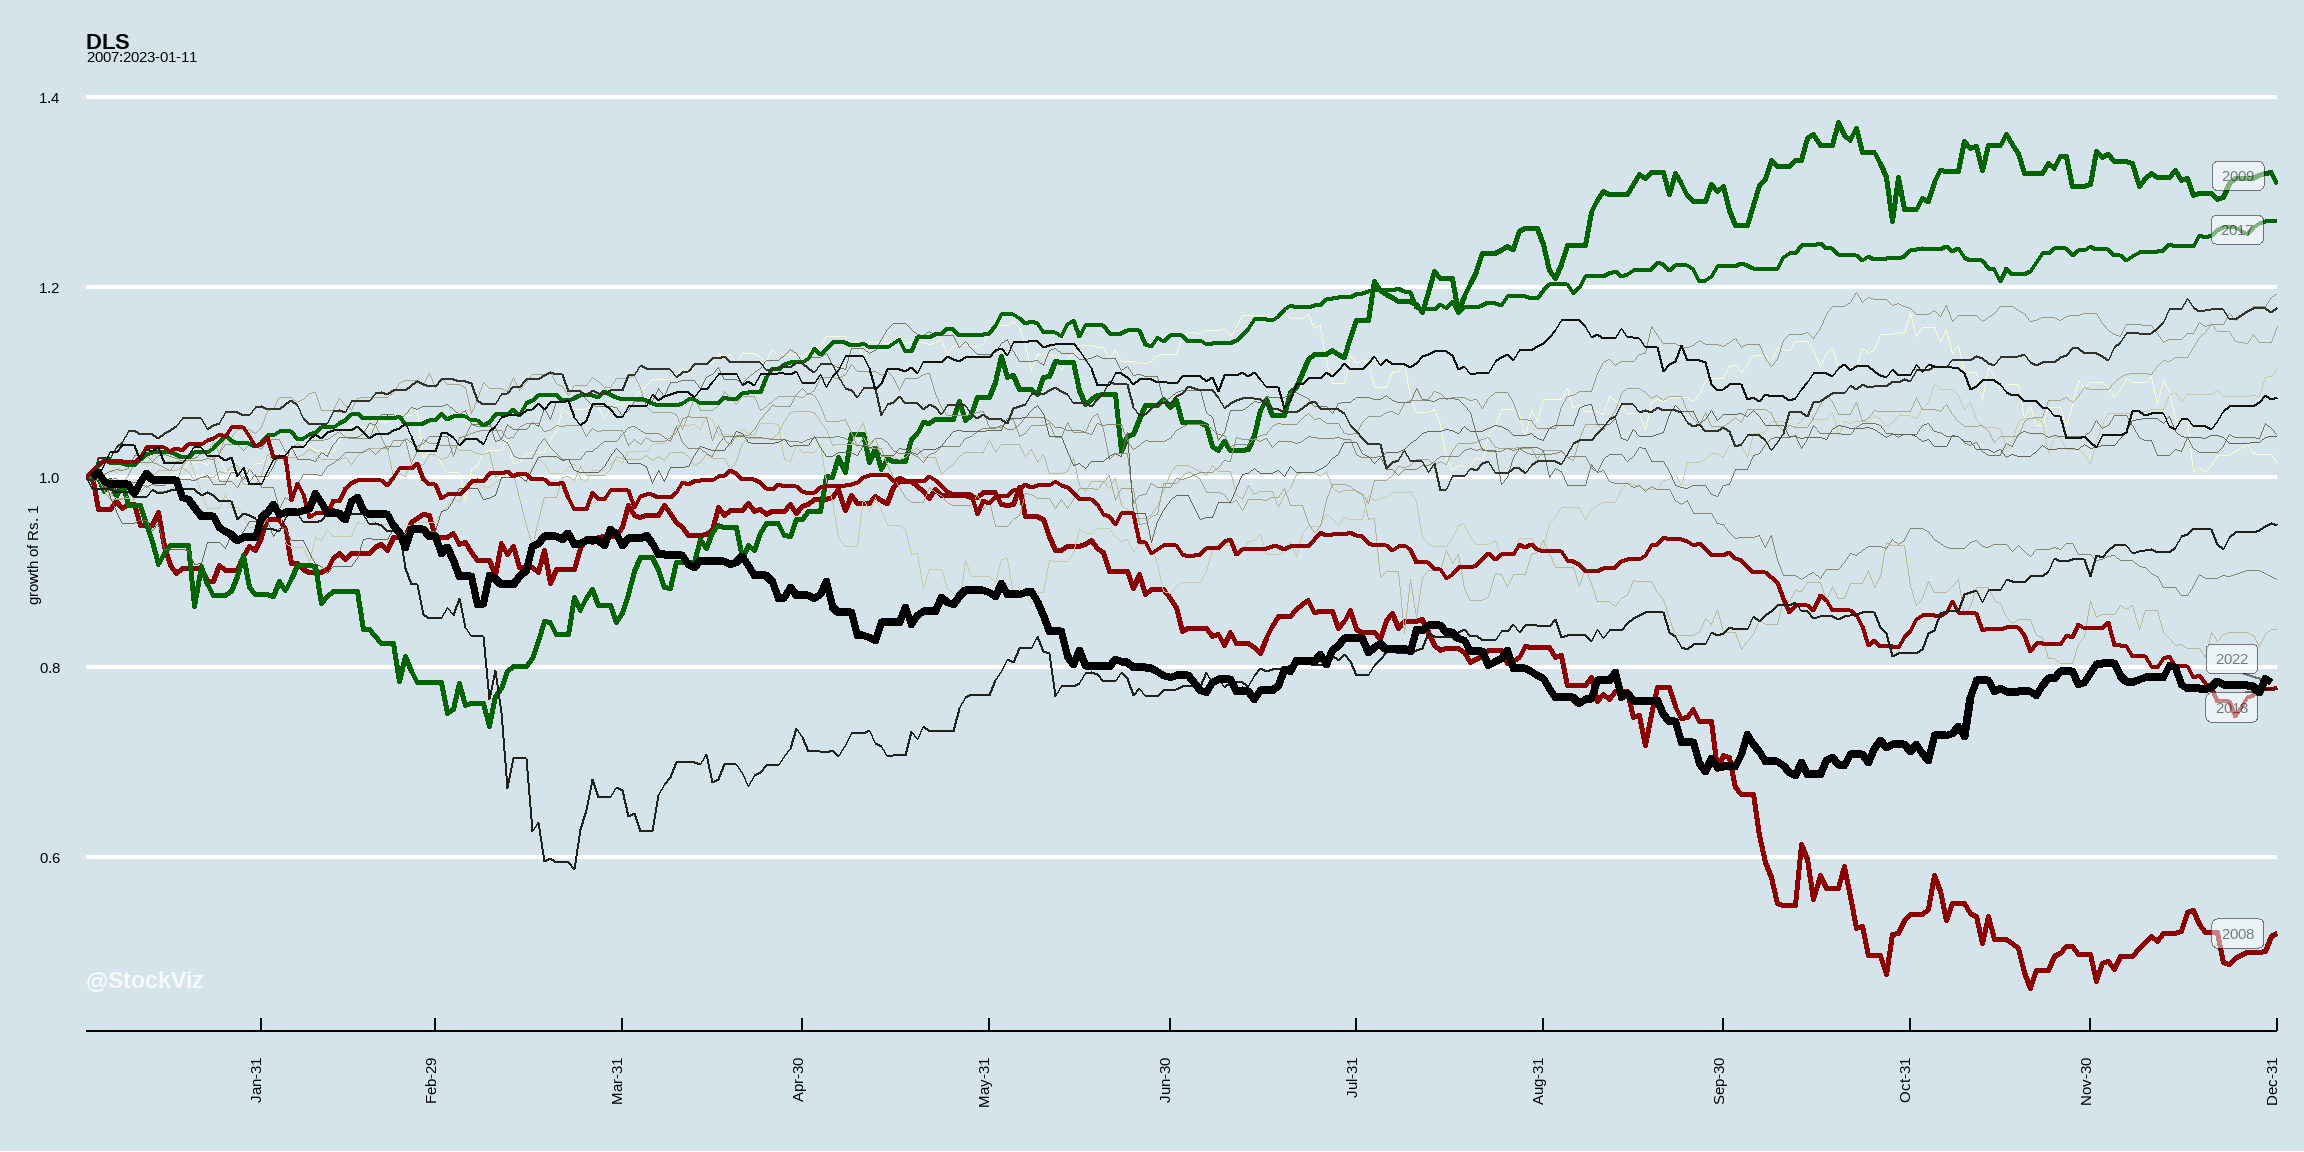 DLS
2007:2023-01-11
growth of Rs. 1
1.4
1.2
1.0
0.8
0.6
2009
2017
2022
2018
2008
@StockViz
Jan-31
Feb-29
Mar-31
Apr-30
May-31
Jun-30
Jul-31
Aug-31
Sep-30
Oct-31
Nov-30
Dec-31